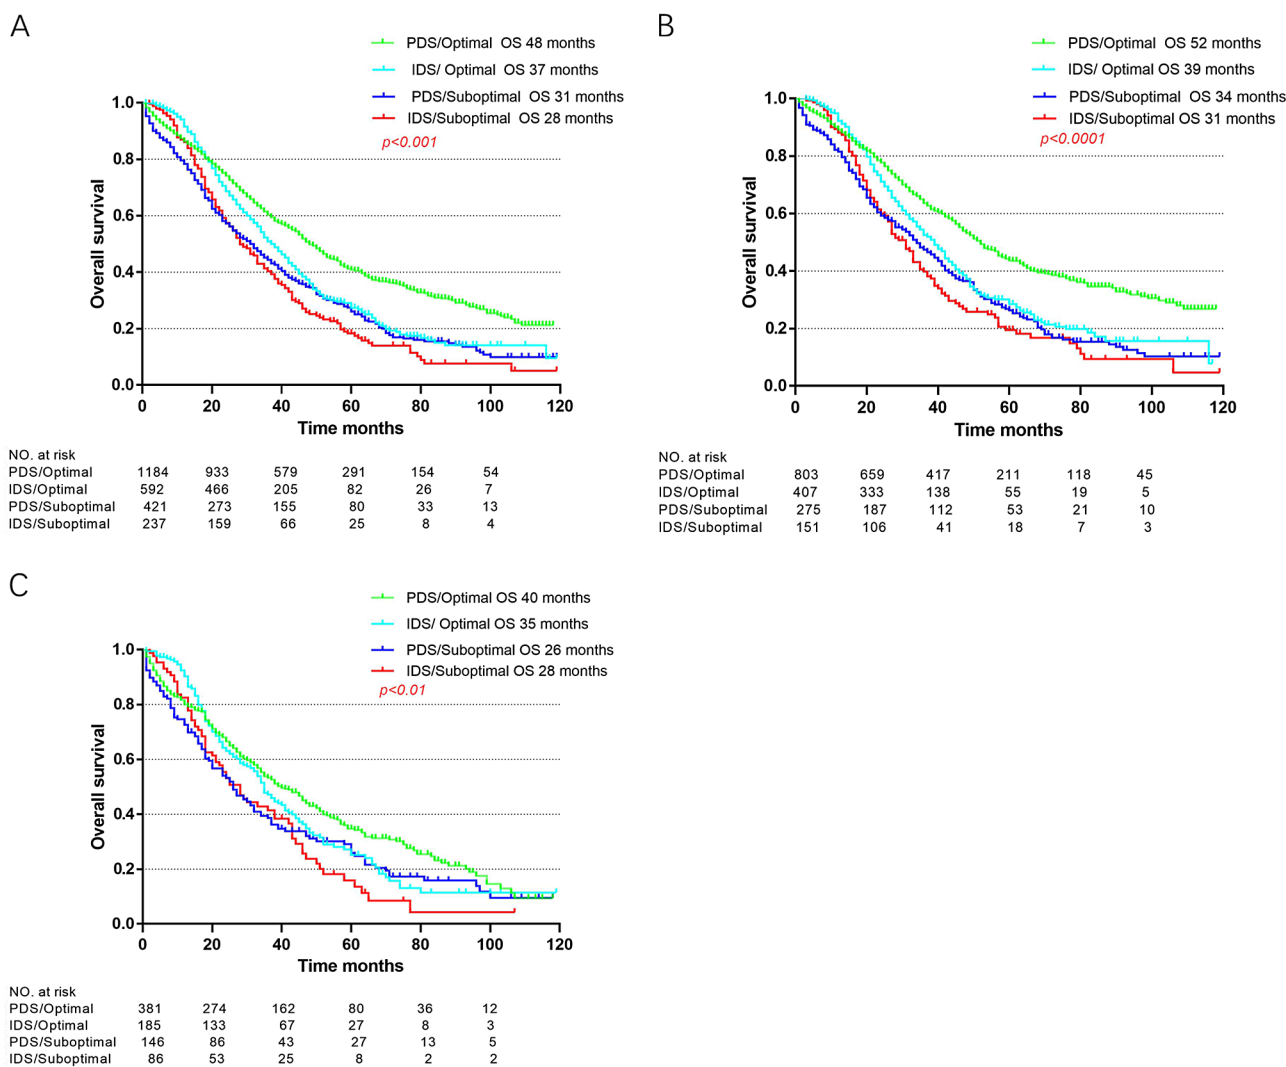 A
PDS/Optimal OS 48 months
IDS/ Optimal OS 37 months
PDS/Suboptimal OS 31 months
IDS/Suboptimal OS 28 months
p<0.001
Overall survival
1.0
0.8
0.6
0.4
0.2
0.0
0 20 40 60 80 100 120
Time months
NO. at risk
PDS/Optimal 1184 933 579 291 154 54
IDS/Optimal 592 466 205 82 26 7
PDS/Suboptimal 421 273 155 80 33 13
IDS/Suboptimal 237 159 66 25 8 4
B
PDS/Optimal OS 52 months
IDS/ Optimal OS 39 months
PDS/Suboptimal OS 34 months
IDS/Suboptimal OS 31 months
p<0.0001
Overall survival
1.0
0.8
0.6
0.4
0.2
0.0
0 20 40 60 80 100 120
Time months
NO. at risk
PDS/Optimal 803 659 417 211 118 45
IDS/Optimal 407 333 138 55 19 5
PDS/Suboptimal 275 187 112 53 21 10
IDS/Suboptimal 151 106 41 18 7 3
C
PDS/Optimal OS 40 months
IDS/ Optimal OS 35 months
PDS/Suboptimal OS 26 months
IDS/Suboptimal OS 28 months
p<0.01
Overall survival
1.0
0.8
0.6
0.4
0.2
0.0
0 20 40 60 80 100 120
Time months
NO. at risk
PDS/Optimal 381 274 162 80 36 12
IDS/Optimal 185 133 67 27 8 3
PDS/Suboptimal 146 86 43 27 13 5
IDS/Suboptimal 86 53 25 8 2 2